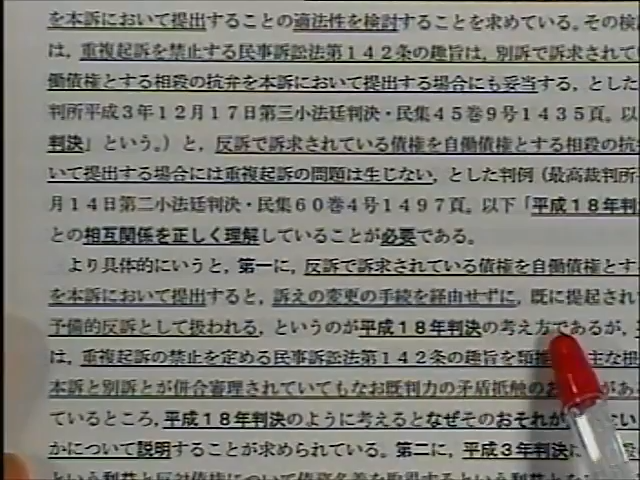 を本訴において提出することの適法性を検討することを求めている。その検
は，重複起訴を禁止する民事訴訟法第１４２条の趣旨は，別訴で訴求されて
働債権とする相殺の抗弁を本訴において提出する場合にも妥当する，とした
判所平成３年１２月１７日第三小法廷判決・民集４５巻９号１４３５頁。以
判決」という。）と，反訴で訴求されている債権を自働債権とする相殺の抗
いて提出する場合には重複起訴の問題は生じない，とした判例（最高裁判所
月１４日第二小法廷判決・民集６０巻４号１４９７頁。以下「平成１８年判
との相互関係を正しく理解していることが必要である。
より具体的にいうと，第一に，反訴で訴求されている債権を自働債権とす
を本訴において提出すると，訴えの変更の手続を経由せずに，既に提起され
予備的反訴として扱われる，というのが平成１８年判決の考え方であるが，
は，重複起訴の禁止を定める民事訴訟法第１４２条の趣旨を類推 主な根
本訴と別訴とが併合審理されていてもなお既判力の矛盾抵触のお があ
ているところ，平成１８年判決のように考えるとなぜそのおそれが い
かについて説明することが求められている。第二に，平成３年判決